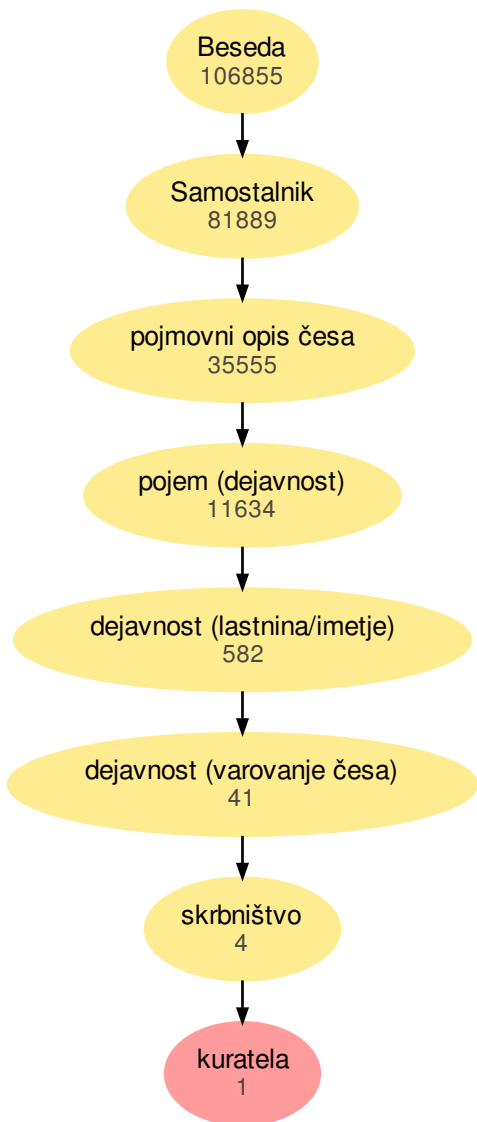 Beseda
106855
Samostalnik
81889
pojmovni opis česa
35555
pojem (dejavnost)
11634
dejavnost (lastnina/imetje)
582
dejavnost (varovanje česa)
41
skrbništvo
4
kuratela
1